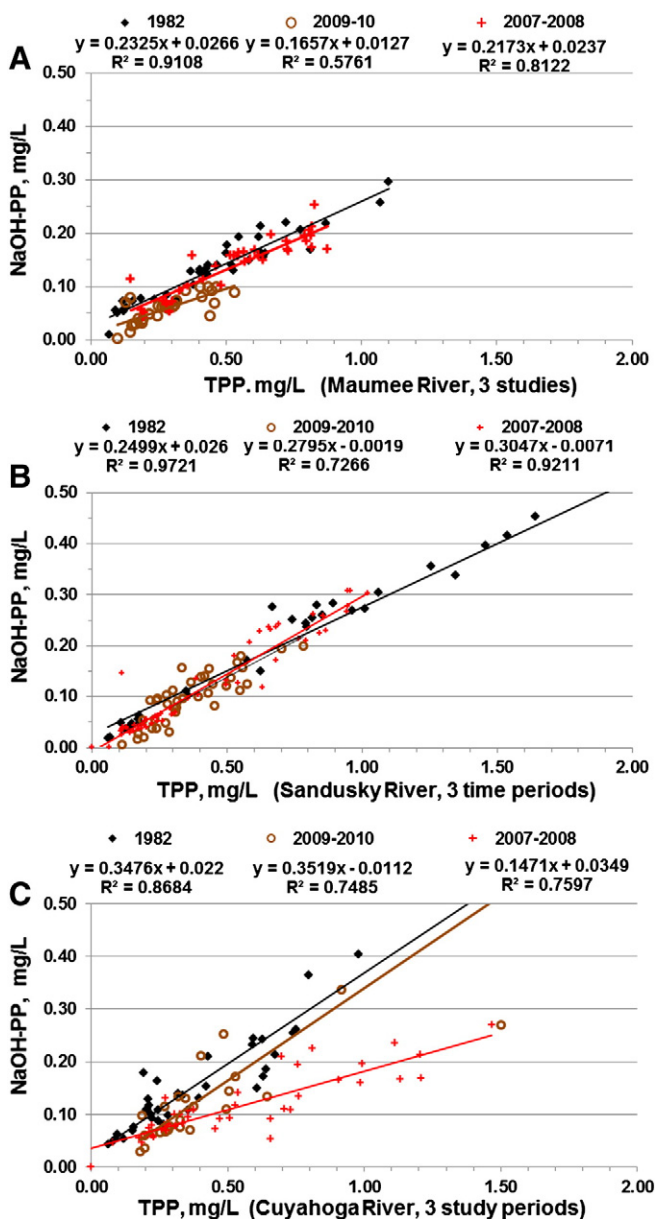 1982 2009-10 2007-2008
y = 0.2325x + 0.0266 y = 0.1657x + 0.0127 y = 0.2173x + 0.0237
R² = 0.9108 R² = 0.5761 R² = 0.8122
A
0.50
0.40
0.30
0.20
0.10
0.00
NaOH-PP, mg/L
0.00 0.50 1.00 1.50 2.00
TPP. mg/L (Maumee River, 3 studies)
1982 2009-2010 2007-2008
y = 0.2499x + 0.026 y = 0.2795x - 0.0019 y = 0.3047x - 0.0071
R² = 0.9721 R² = 0.7266 R² = 0.9211
B
0.50
0.40
0.30
0.20
0.10
0.00
NaOH-PP, mg/L
0.00 0.50 1.00 1.50 2.00
TPP, mg/L (Sandusky River, 3 time periods)
1982 2009-2010 2007-2008
y = 0.3476x + 0.022 y = 0.3519x - 0.0112 y = 0.1471x + 0.0349
R² = 0.8684 R² = 0.7485 R² = 0.7597
C
0.50
0.40
0.30
0.20
0.10
0.00
NaOH-PP, mg/L
0.00 0.50 1.00 1.50 2.00
TPP, mg/L (Cuyahoga River, 3 study periods)